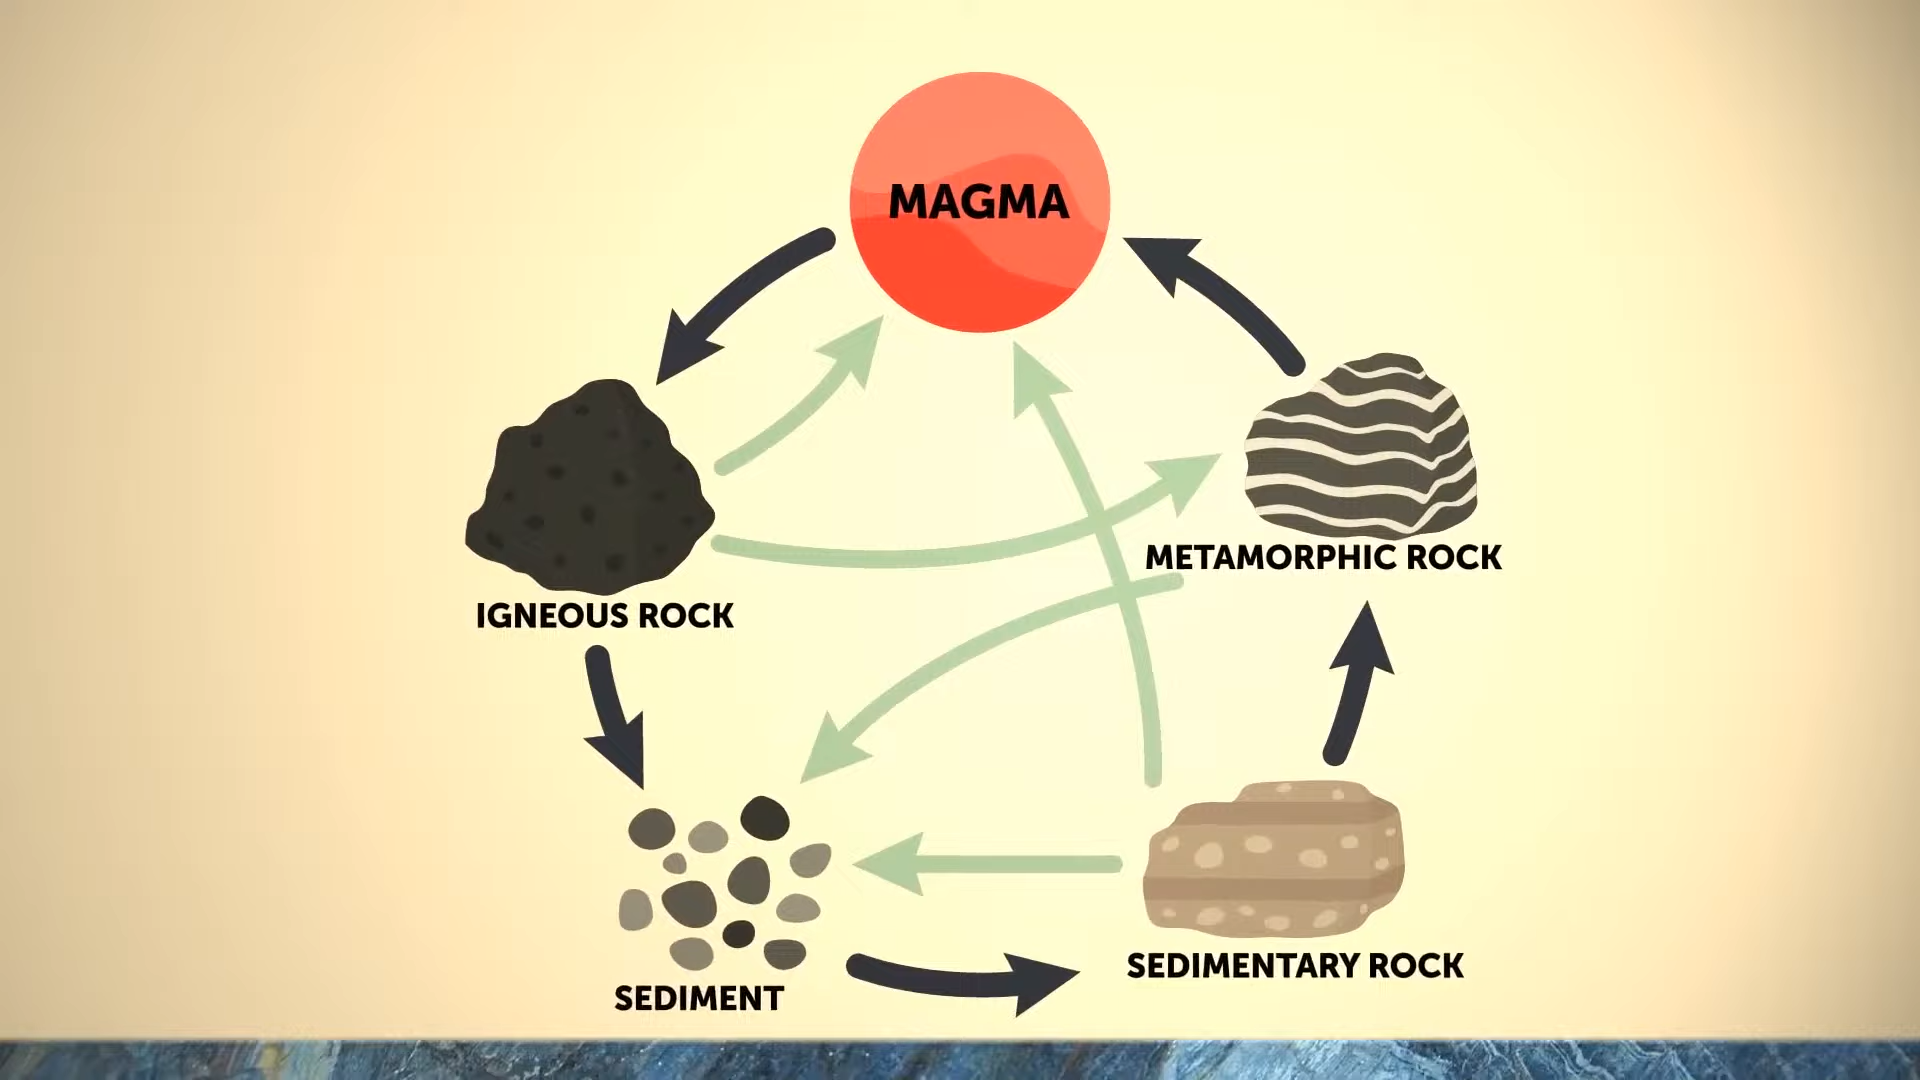 MAGMA
METAMORPHIC ROCK
IGNEOUS ROCK
SEDIMENTARY ROCK
SEDIMENT